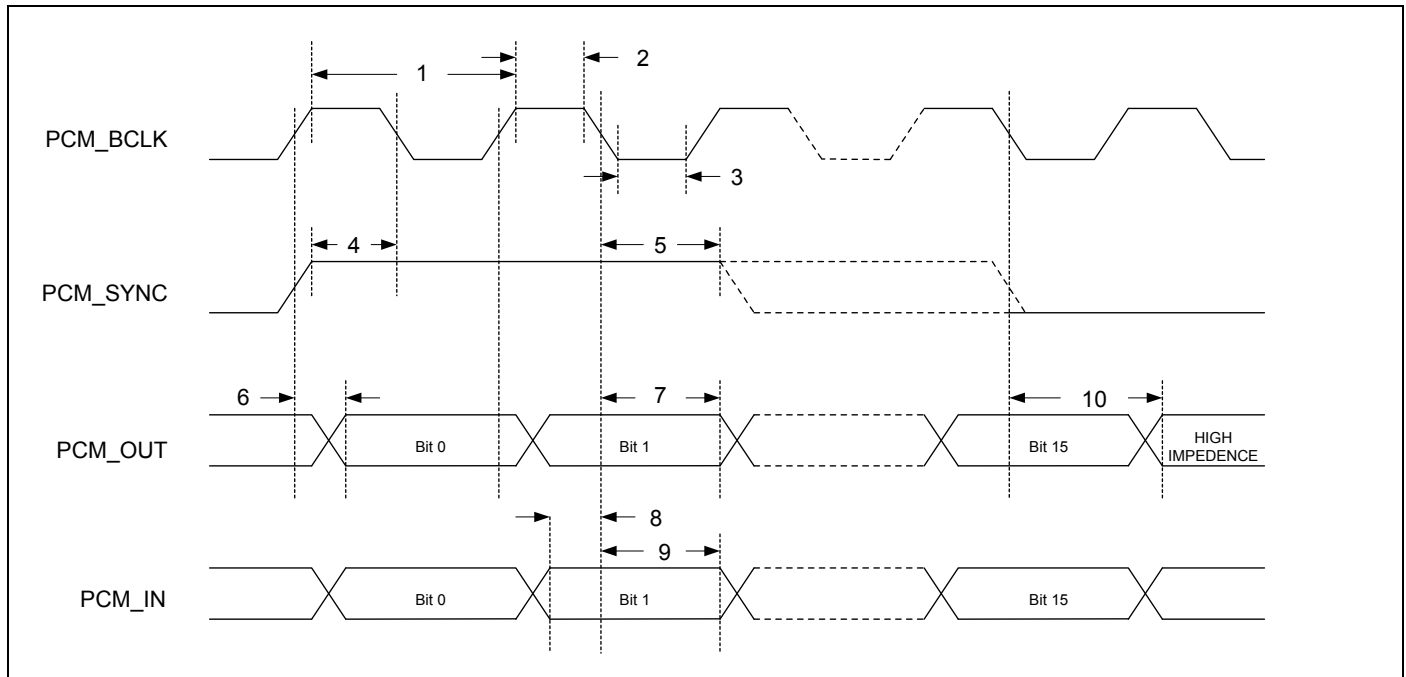 1
2
PCM_BCLK
3
4
5
PCM_SYNC
6
7
10
PCM_OUT
Bit 0
Bit 1
Bit 15
HIGH
IMPEDENCE
8
9
PCM_IN
Bit 0
Bit 1
Bit 15